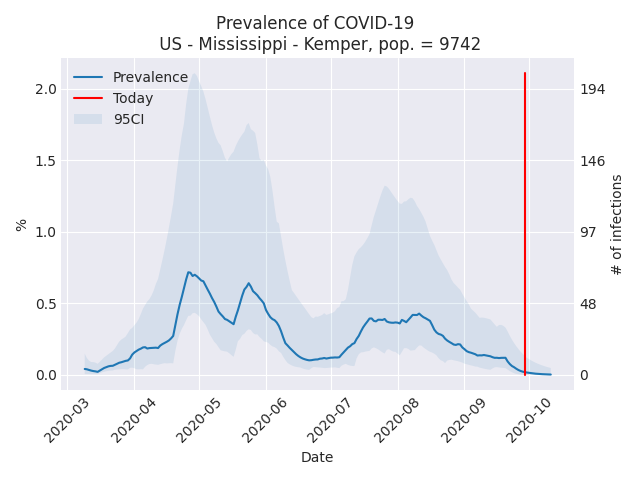 Prevalence of COVID-19
US - Mississippi - Kemper, pop. = 9742
Prevalence
Today
95CI
2.0
1.5
1.0
0.5
0.0
%
194
146
97
48
0
# of infections
2020-03
2020-04
2020-05
2020-06
2020-07
2020-08
2020-09
2020-10
Date